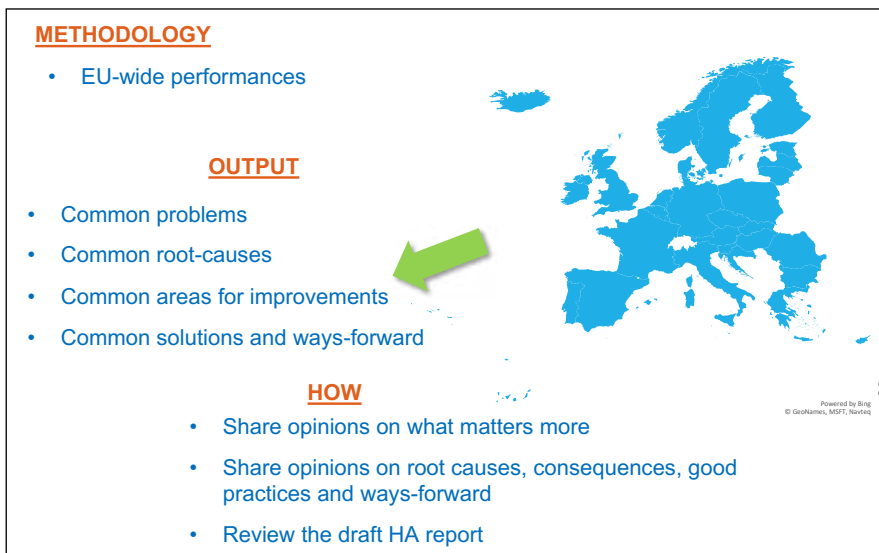 METHODOLOGY
• EU-wide performances
OUTPUT
• Common problems
• Common root-causes
• Common areas for improvements
• Common solutions and ways-forward
HOW
• Share opinions on what matters more
• Share opinions on root causes, consequences, good
practices and ways-forward
• Review the draft HA report
Powered by Bing
© GeoNames, MSFT, Navteq